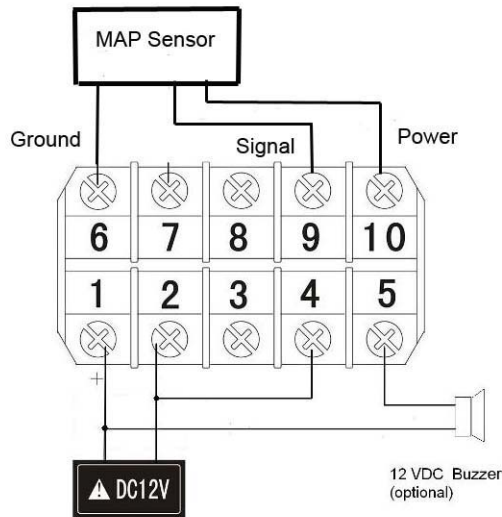 MAP Sensor
Ground
Signal
Power
6 7 8 9 10
1 2 3 4 5
+
⚠ DC12V
12 VDC Buzzer
(optional)